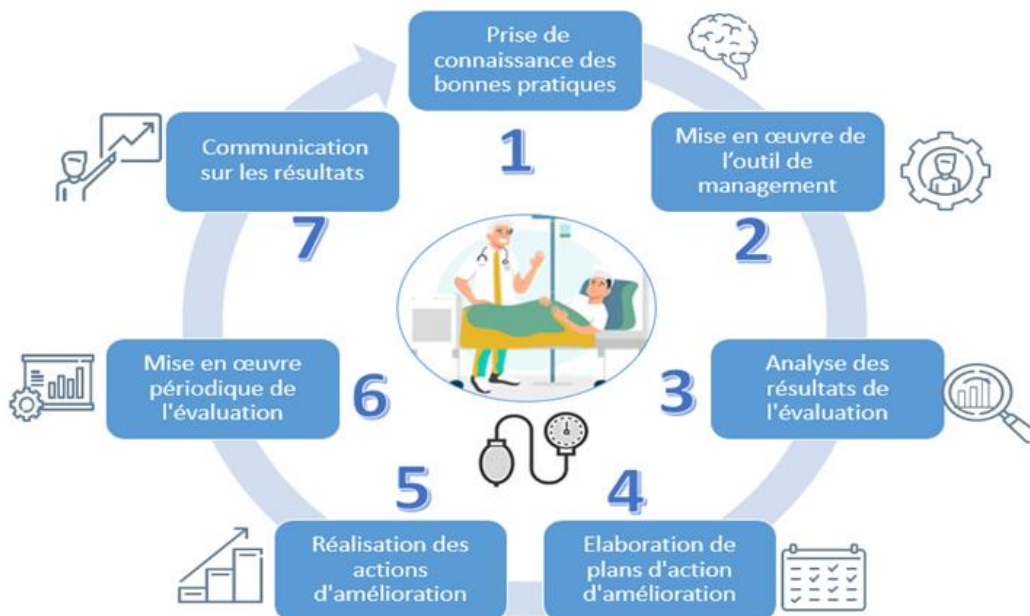 Prise de
connaissance des
bonnes pratiques
1
Mise en œuvre de
l’outil de
management
2
Analyse des
résultats de
l'évaluation
3
Elaboration de
plans d'action
d'amélioration
4
Réalisation des
actions
d'amélioration
5
Mise en œuvre
périodique de
l'évaluation
6
Communication
sur les résultats
7